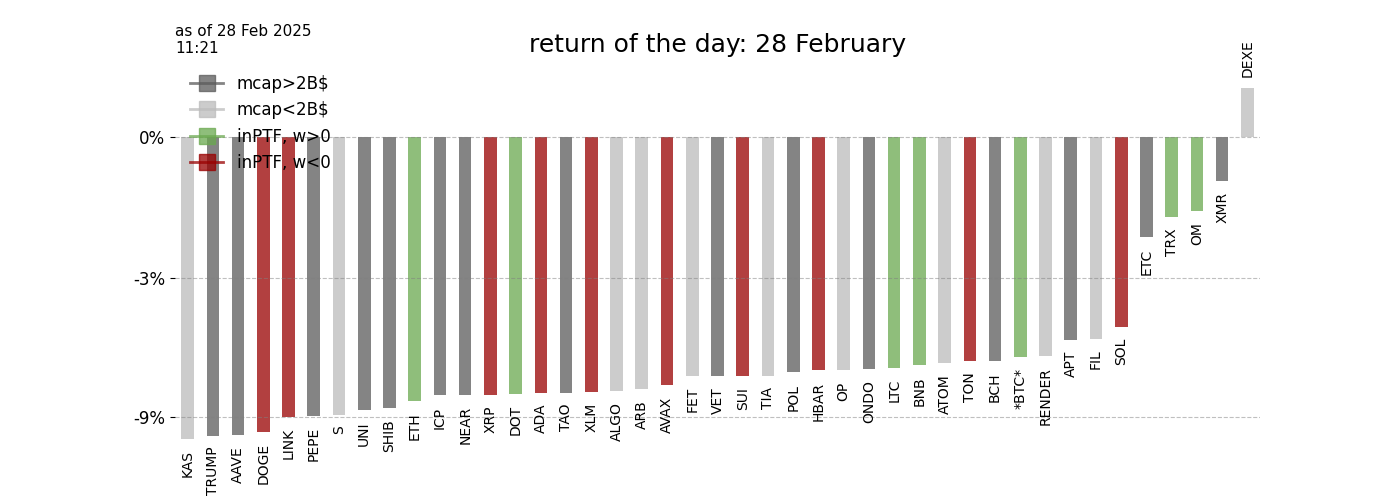 as of 28 Feb 2025
11:21
return of the day: 28 February
mcap>2B$
mcap<2B$
inPTF, w>0
inPTF, w<0
0%
-3%
-9%
KAS
TRUMP
AAVE
DOGE
LINK
PEPE
S
UNI
SHIB
ETH
ICP
NEAR
XRP
DOT
ADA
TAO
XLM
ALGO
ARB
AVAX
FET
VET
SUI
TIA
POL
HBAR
OP
ONDO
LTC
BNB
ATOM
TON
BCH
*BTC*
RENDER
APT
FIL
SOL
ETC
TRX
OM
XMR
DEXE